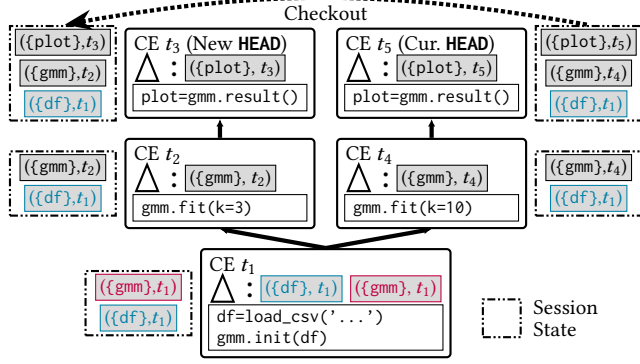 Checkout
({plot},t₃)
({gmm},t₂)
({df},t₁)
CE t₃ (New HEAD)
Δ : ({plot}, t₃)
plot=gmm.result()
CE t₅ (Cur. HEAD)
Δ : ({plot}, t₅)
plot=gmm.result()
({plot},t₅)
({gmm},t₄)
({df},t₁)
({gmm},t₂)
({df},t₁)
CE t₂
Δ : ({gmm}, t₂)
gmm.fit(k=3)
CE t₄
Δ : ({gmm}, t₄)
gmm.fit(k=10)
({gmm},t₄)
({df},t₁)
({gmm},t₁)
({df},t₁)
CE t₁
Δ : ({df}, t₁) ({gmm}, t₁)
df=load_csv('...')
gmm.init(df)
Session
State